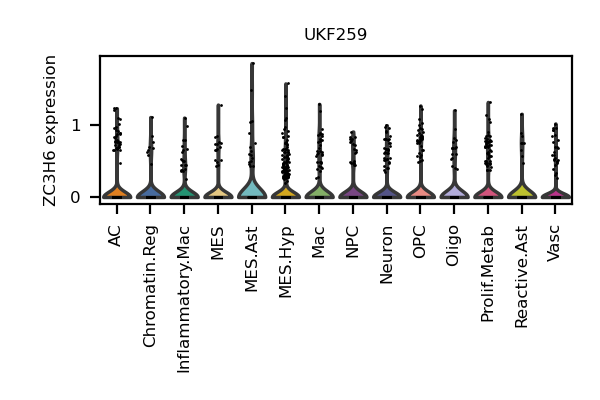 UKF259
ZC3H6 expression
1
0
AC
Chromatin.Reg
Inflammatory.Mac
MES
MES.Ast
MES.Hyp
Mac
NPC
Neuron
OPC
Oligo
Prolif.Metab
Reactive.Ast
Vasc